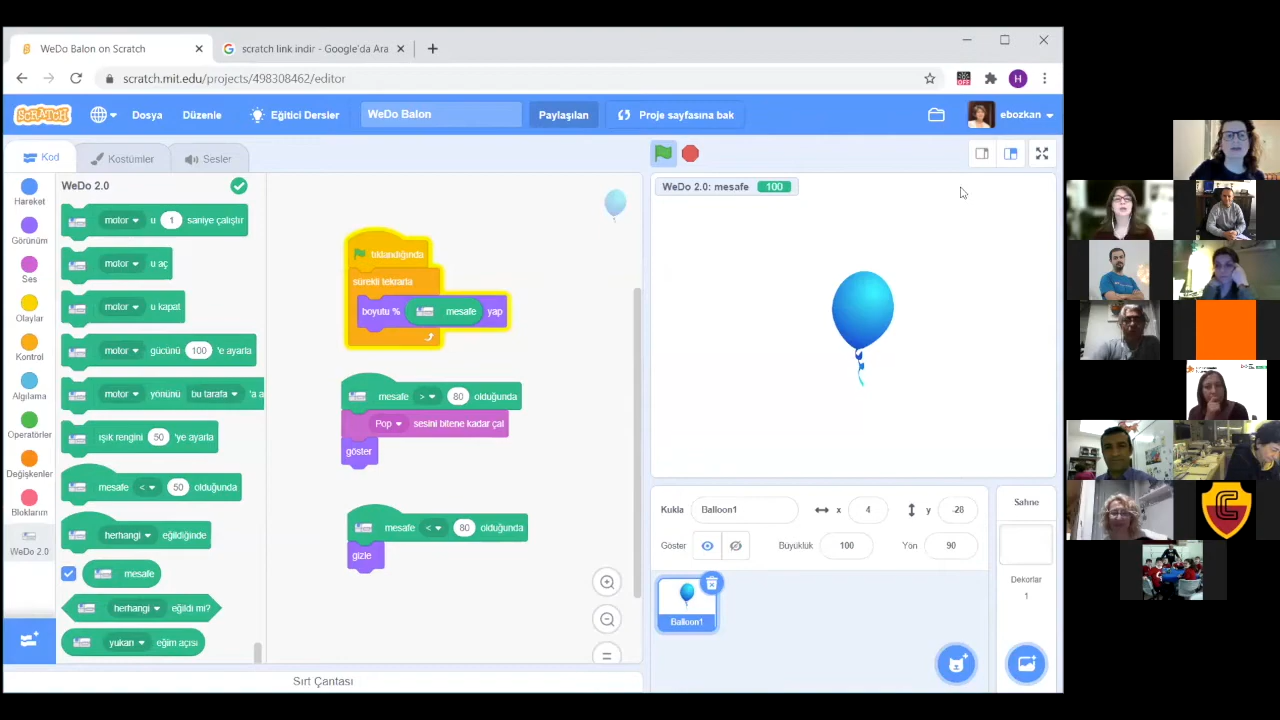 WeDo Balon on Scratch
scratch link indir - Google'da Ara
scratch.mit.edu/projects/498308462/editor
OFF
H
SCRATCH
Dosya
Düzenle
Eğitici Dersler
WeDo Balon
Paylaşılan
Proje sayfasına bak
ebozkan
Kod
Kostümler
Sesler
Hareket
Görünüm
Ses
Olaylar
Kontrol
Algılama
Operatörler
Değişkenler
Bloklarım
WeDo 2.0
WeDo 2.0
motor u 1 saniye çalıştır
motor u aç
motor u kapat
motor gücünü 100 'e ayarla
motor yönünü bu tarafa 'a a
ışık rengini 50 'ye ayarla
mesafe < 50 olduğunda
herhangi eğildiğinde
mesafe
herhangi eğildi mi?
yukarı eğim açısı
tıklandığında
sürekli tekrarla
boyutu % mesafe yap
mesafe > 80 olduğunda
Pop sesini bitene kadar çal
göster
mesafe < 80 olduğunda
gizle
Sırt Çantası
WeDo 2.0: mesafe 100
Kukla Balloon1 x 4 y -28
Göster Büyüklük 100 Yön 90
Balloon1
Sahne
Dekorlar
1
C